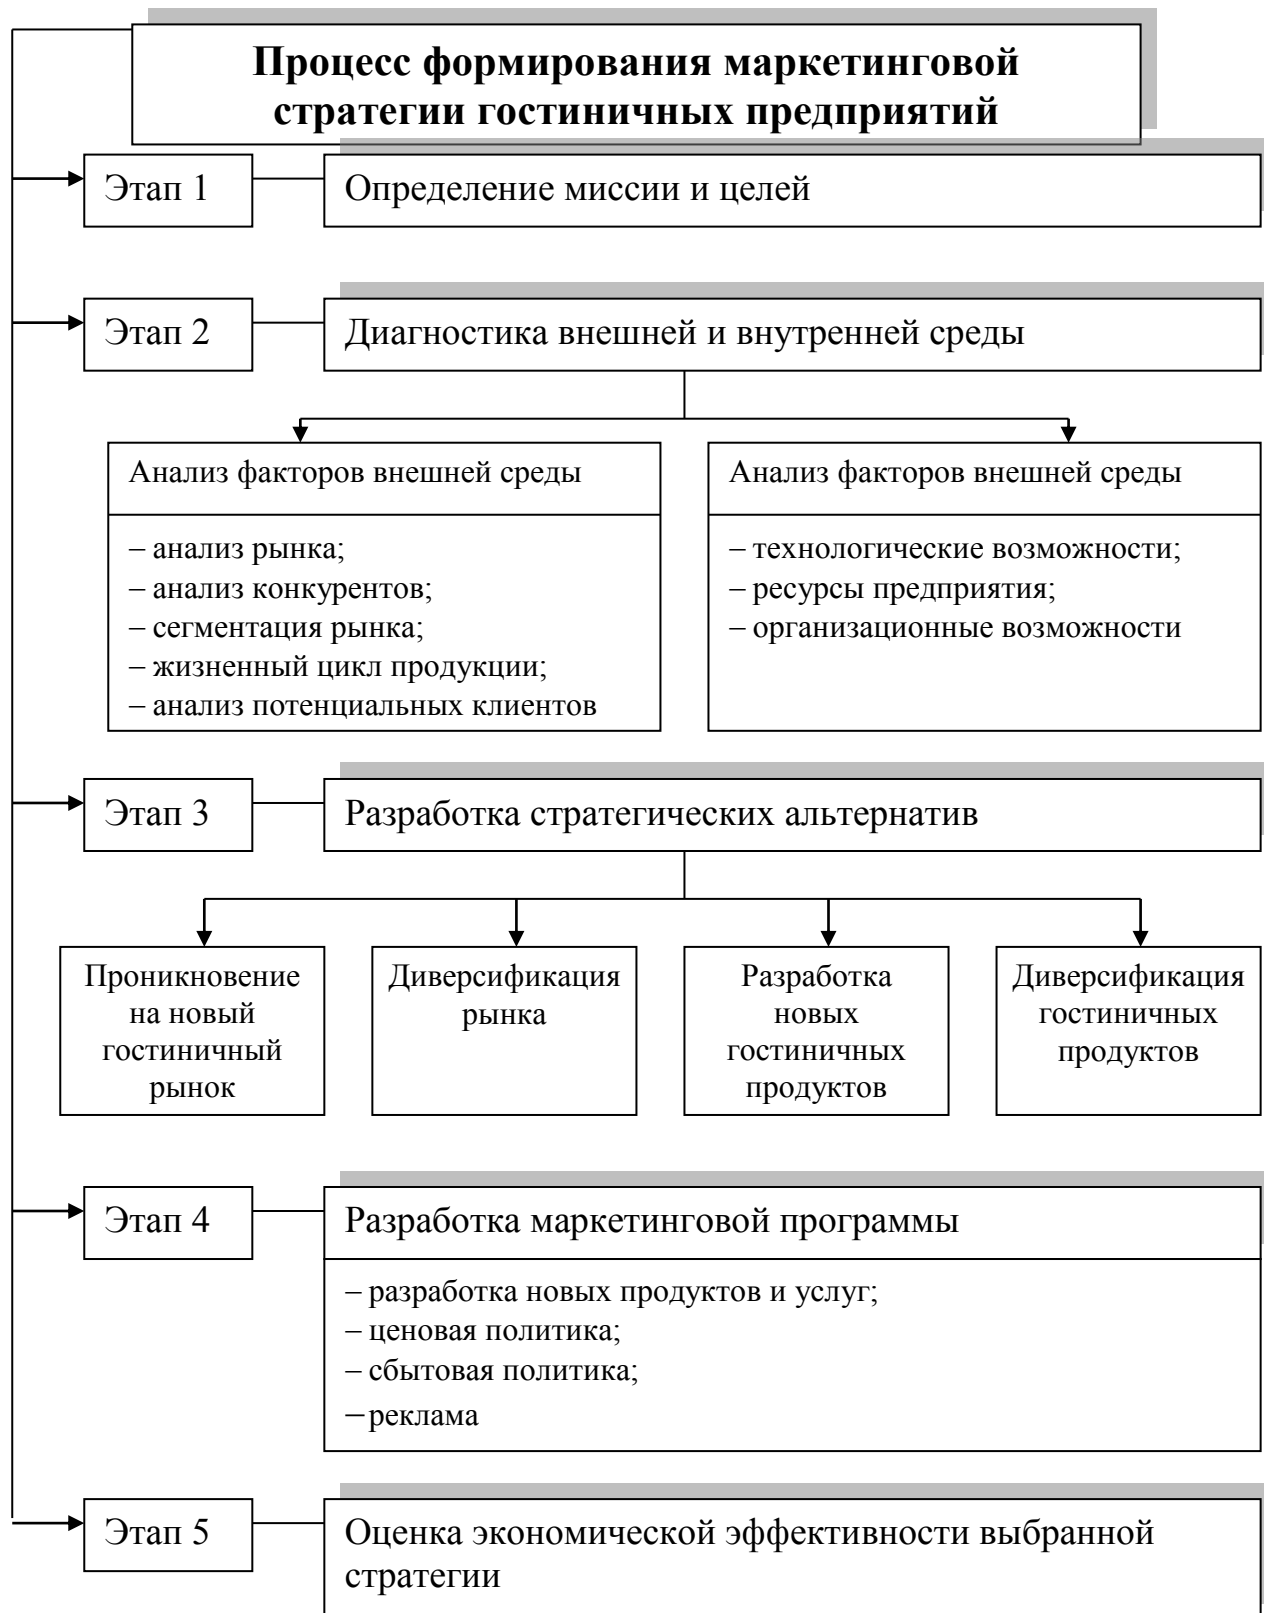 Процесс формирования маркетинговой
стратегии гостиничных предприятий
Этап 1
Определение миссии и целей
Этап 2
Диагностика внешней и внутренней среды
Анализ факторов внешней среды
– анализ рынка;
– анализ конкурентов;
– сегментация рынка;
– жизненный цикл продукции;
– анализ потенциальных клиентов
Анализ факторов внешней среды
– технологические возможности;
– ресурсы предприятия;
– организационные возможности
Этап 3
Разработка стратегических альтернатив
Проникновение
на новый
гостиничный
рынок
Диверсификация
рынка
Разработка
новых
гостиничных
продуктов
Диверсификация
гостиничных
продуктов
Этап 4
Разработка маркетинговой программы
– разработка новых продуктов и услуг;
– ценовая политика;
– сбытовая политика;
– реклама
Этап 5
Оценка экономической эффективности выбранной
стратегии